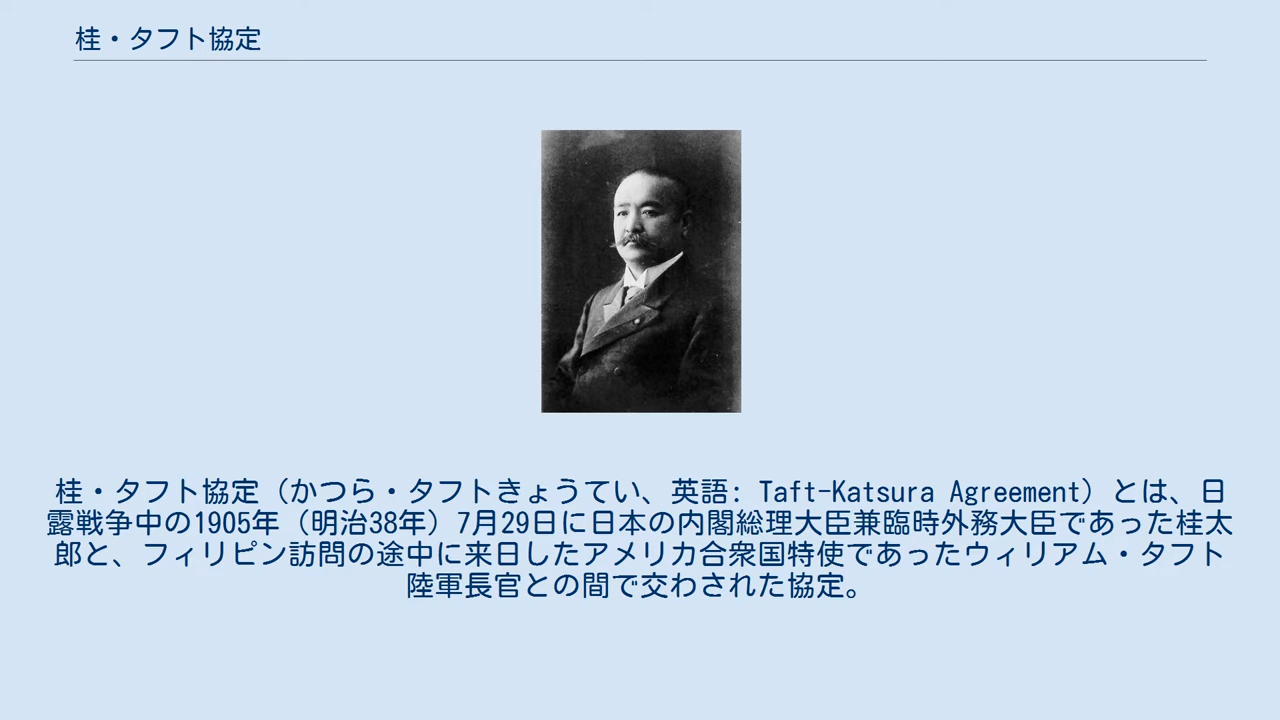 桂・タフト協定
桂・タフト協定（かつら・タフトきょうてい、英語: Taft-Katsura Agreement）とは、日
露戦争中の1905年（明治38年）7月29日に日本の内閣総理大臣兼臨時外務大臣であった桂太
郎と、フィリピン訪問の途中に来日したアメリカ合衆国特使であったウィリアム・タフト
陸軍長官との間で交わされた協定。